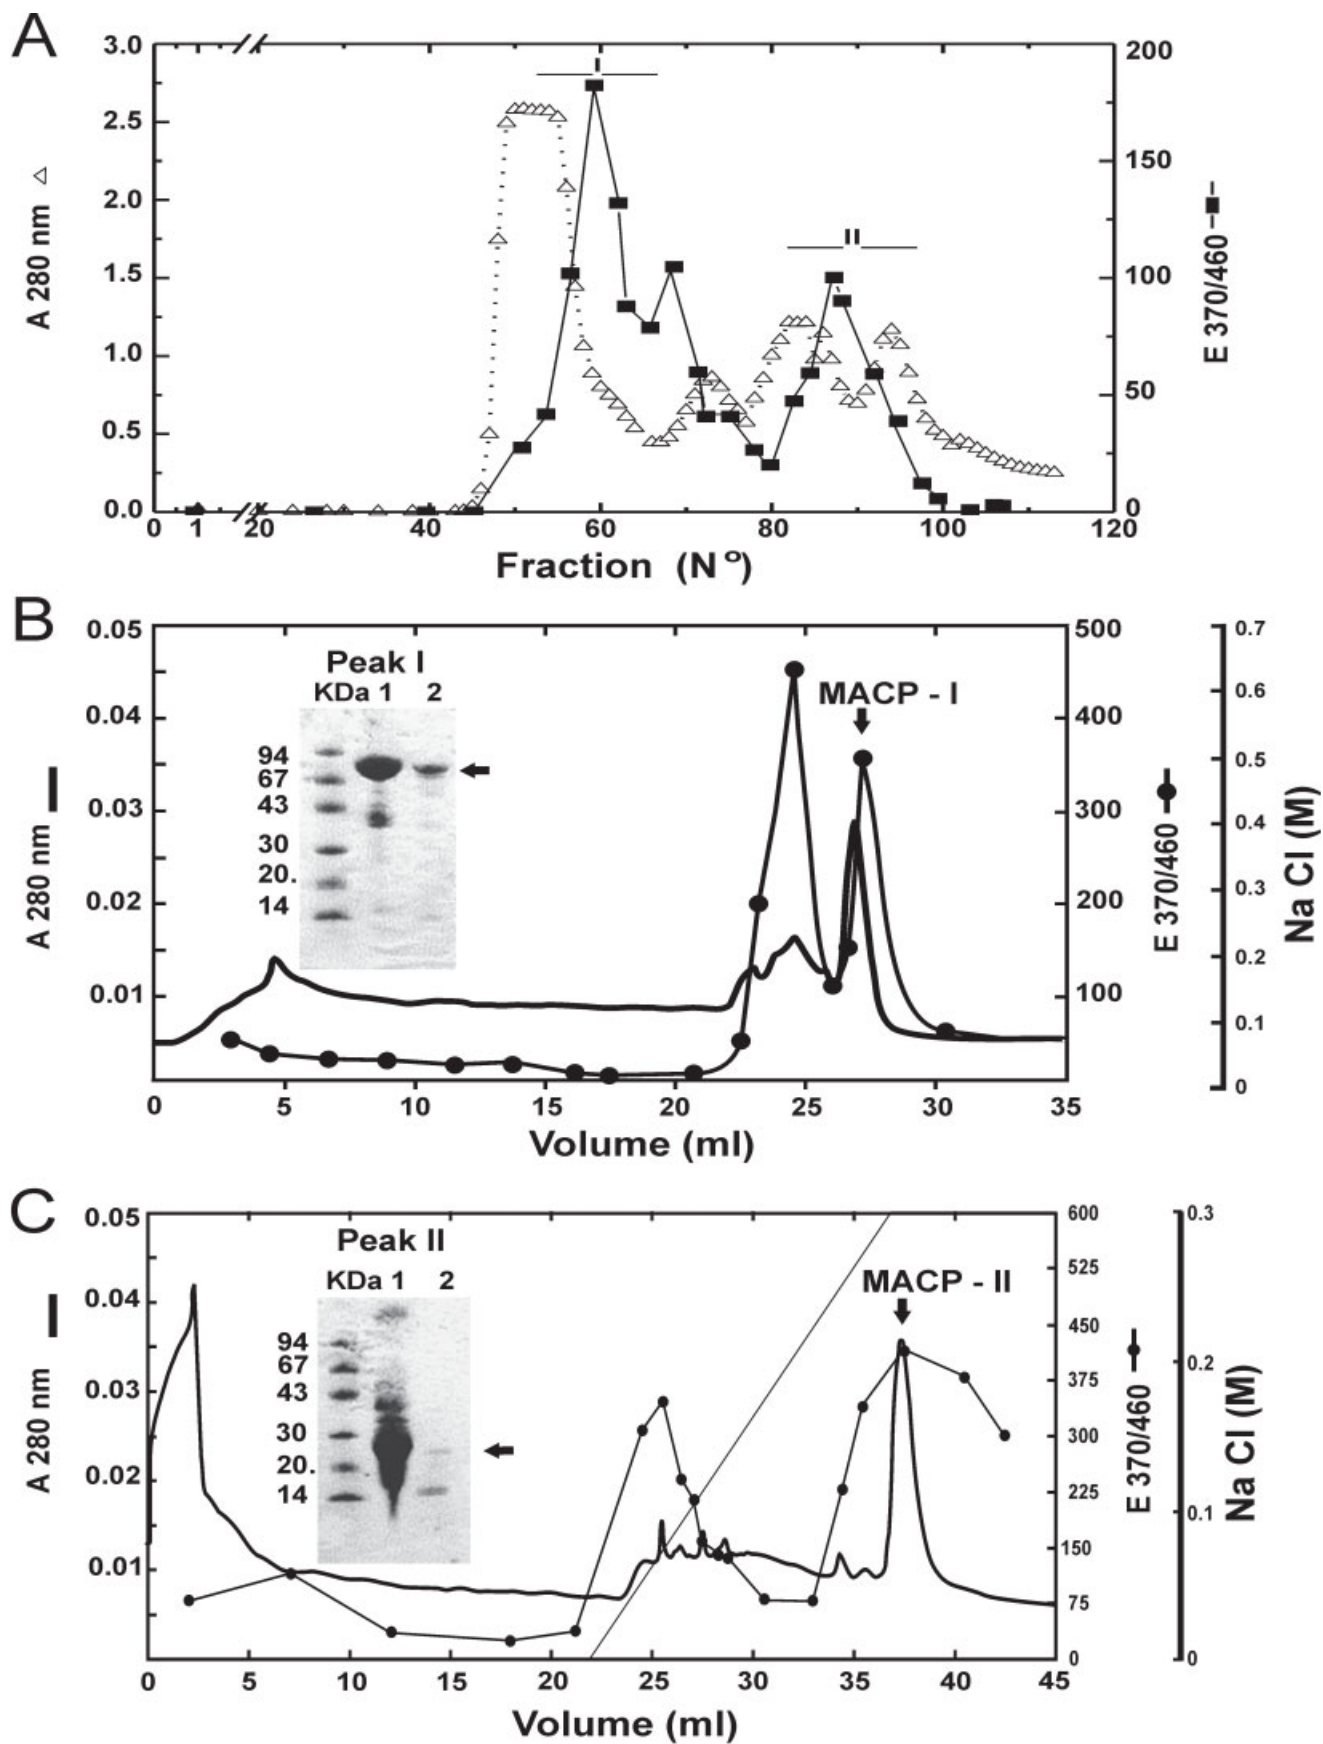 A
3.0
2.5
2.0
1.5
1.0
0.5
0.0
A 280 nm
I
II
200
150
100
50
0
E 370/460
0 1 20 40 60 80 100 120
Fraction (Nº)
B
0.05
0.04
0.03
0.02
0.01
A 280 nm
Peak I
KDa 1 2
94
67
43
30
20.
14
MACP - I
500
400
300
200
100
E 370/460
0.7
0.6
0.5
0.4
0.3
0.2
0.1
0
Na Cl (M)
0 5 10 15 20 25 30 35
Volume (ml)
C
0.05
0.04
0.03
0.02
0.01
A 280 nm
Peak II
KDa 1 2
94
67
43
30
20.
14
MACP - II
600
525
450
375
300
225
150
75
0
E 370/460
0.3
0.2
0.1
0
Na Cl (M)
0 5 10 15 20 25 30 35 40 45
Volume (ml)